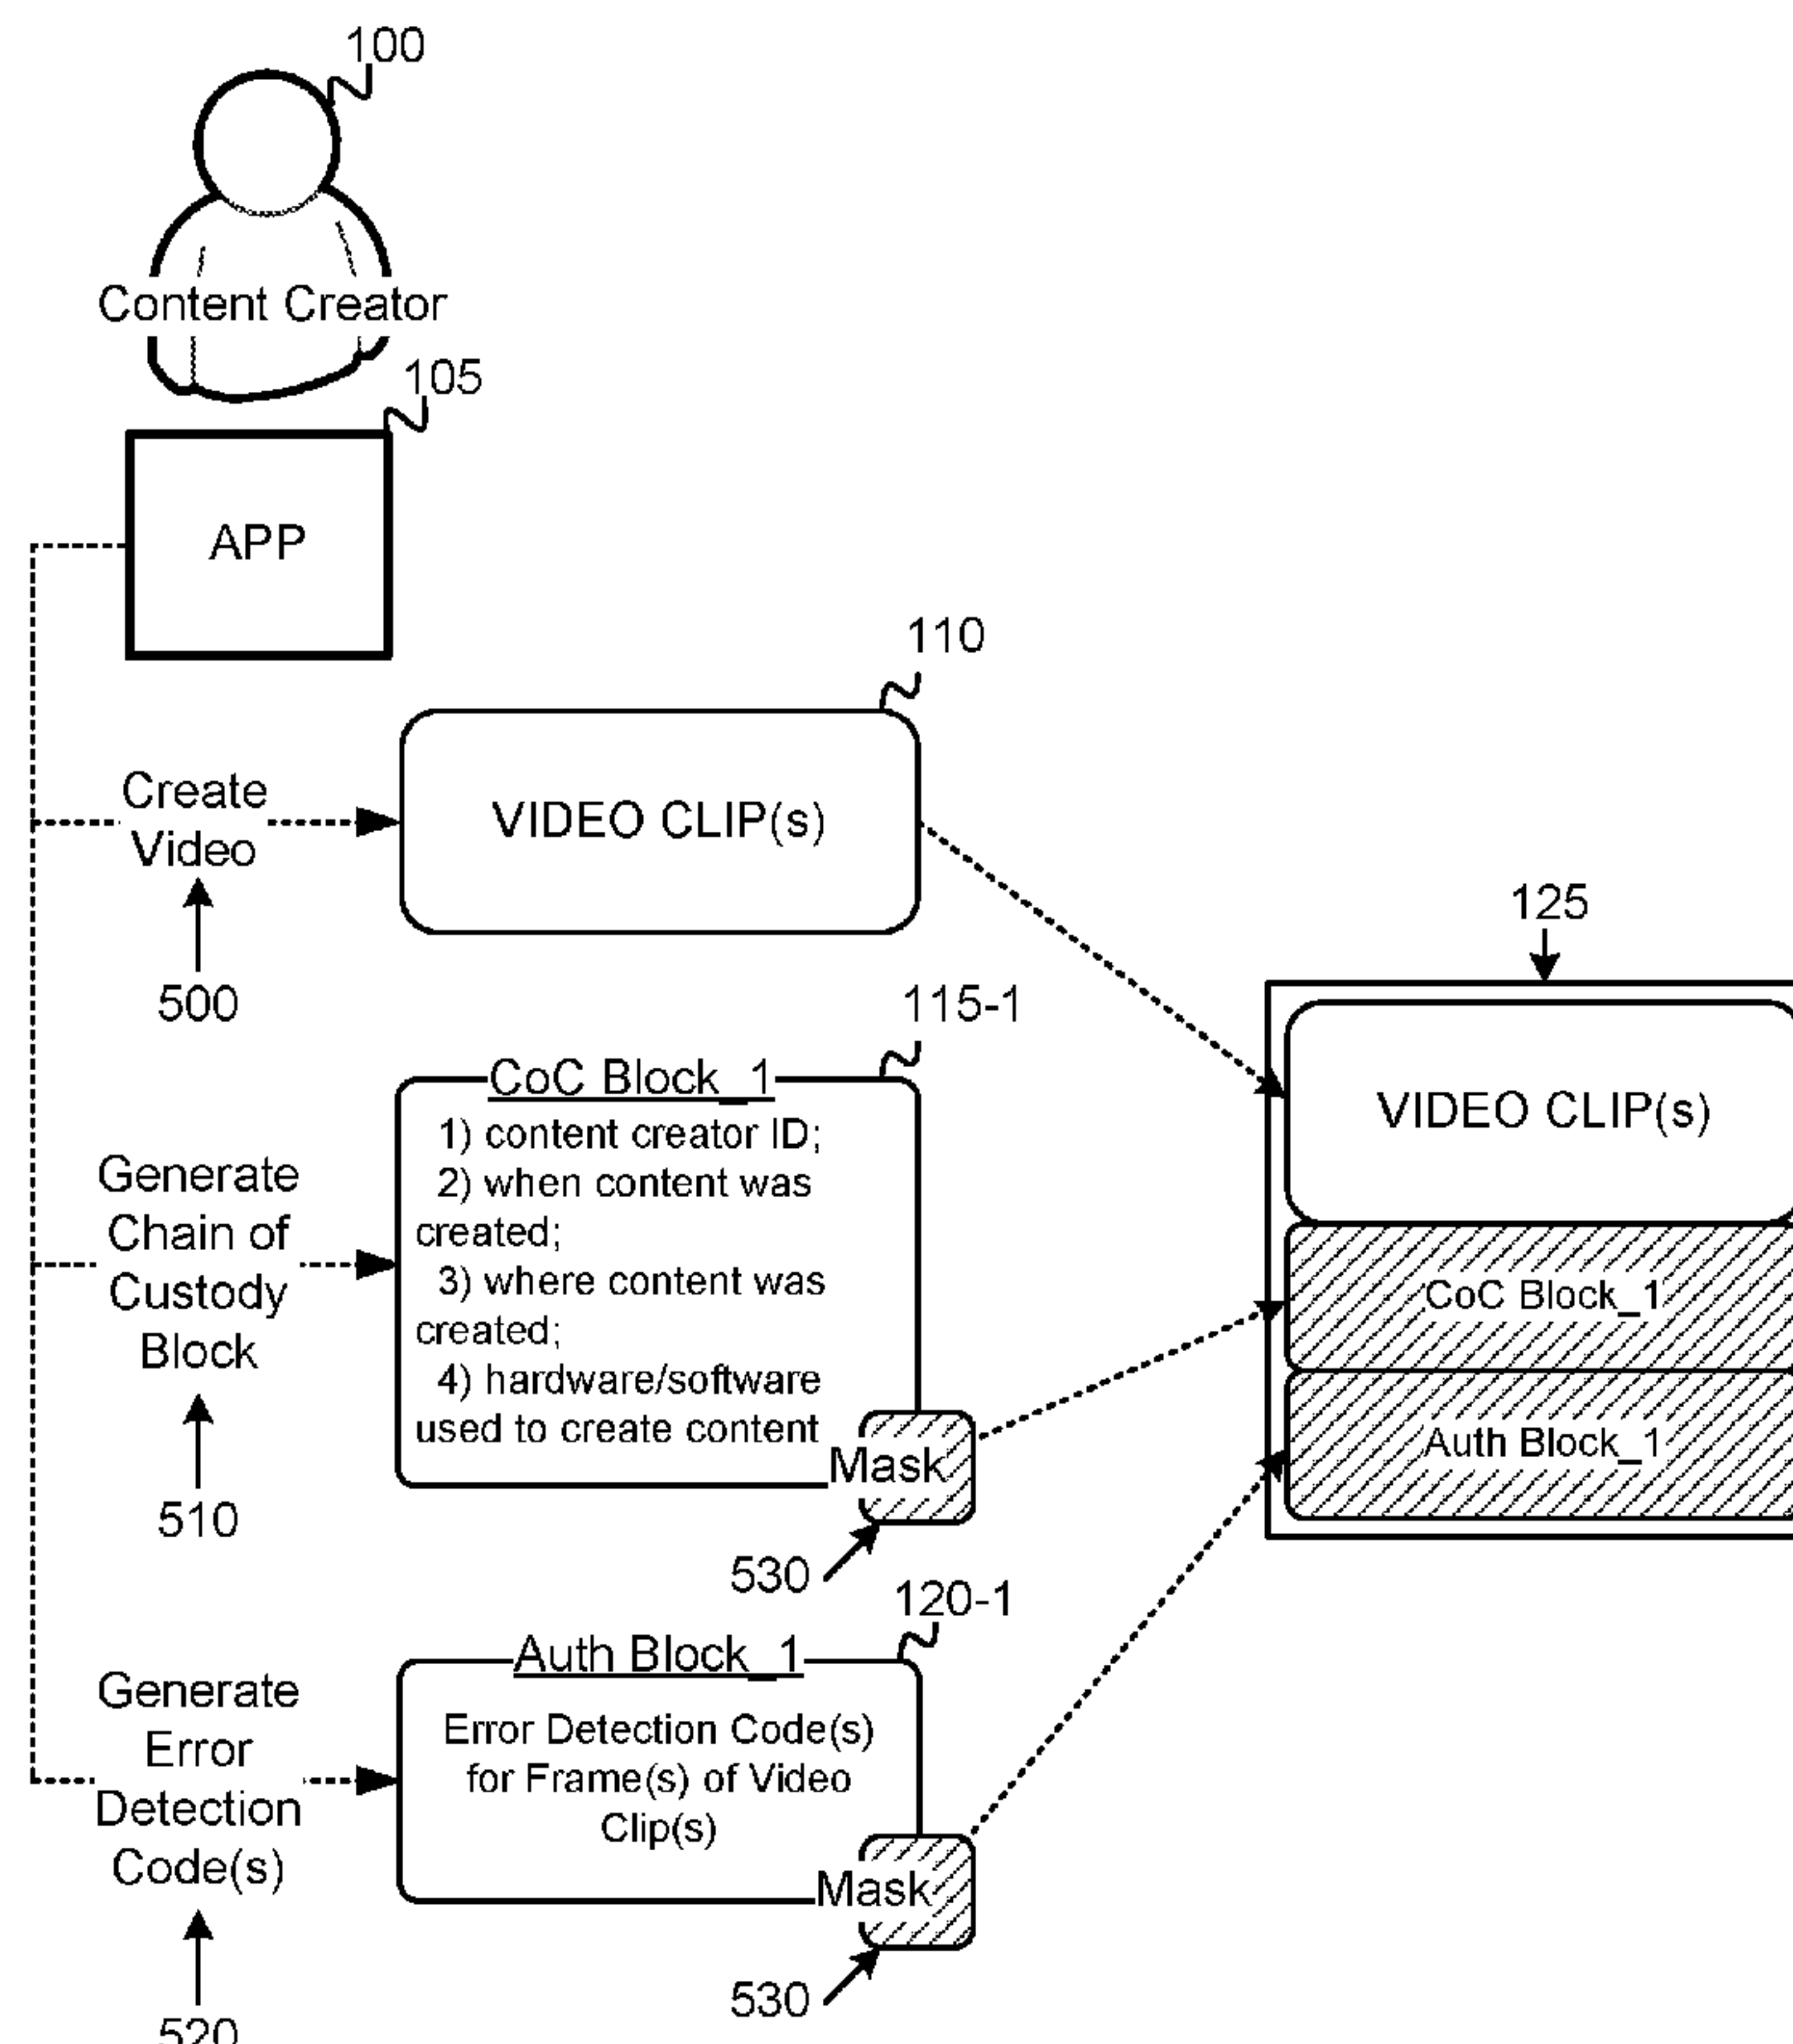 100
Content Creator
105
APP
110
Create
Video
VIDEO CLIP(s)
500
125
VIDEO CLIP(s)
CoC Block_1
Auth Block_1
115-1
CoC Block_1
1) content creator ID;
2) when content was
created;
3) where content was
created;
4) hardware/software
used to create content
Mask
530
Generate
Chain of
Custody
Block
510
120-1
Auth Block_1
Error Detection Code(s)
for Frame(s) of Video
Clip(s)
Mask
530
Generate
Error
Detection
Code(s)
520